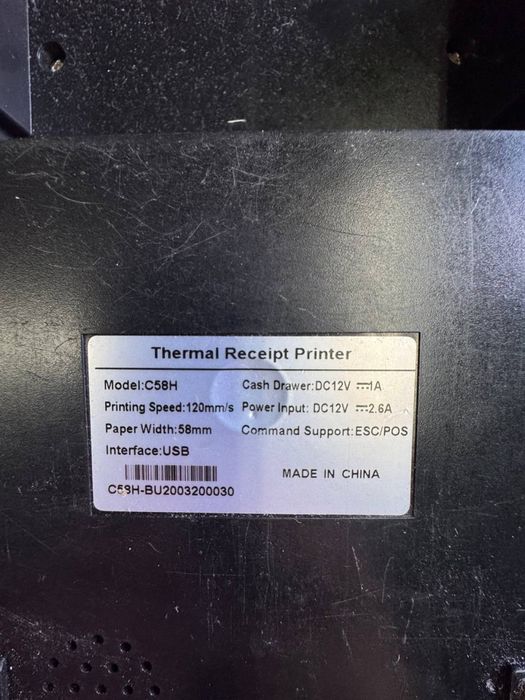 Thermal Receipt Printer
Model:C58H Cash Drawer:DC12V ⎓1A
Printing Speed:120mm/s Power Input: DC12V ⎓2.6A
Paper Width:58mm Command Support:ESC/POS
Interface:USB
MADE IN CHINA
C58H-BU2003200030